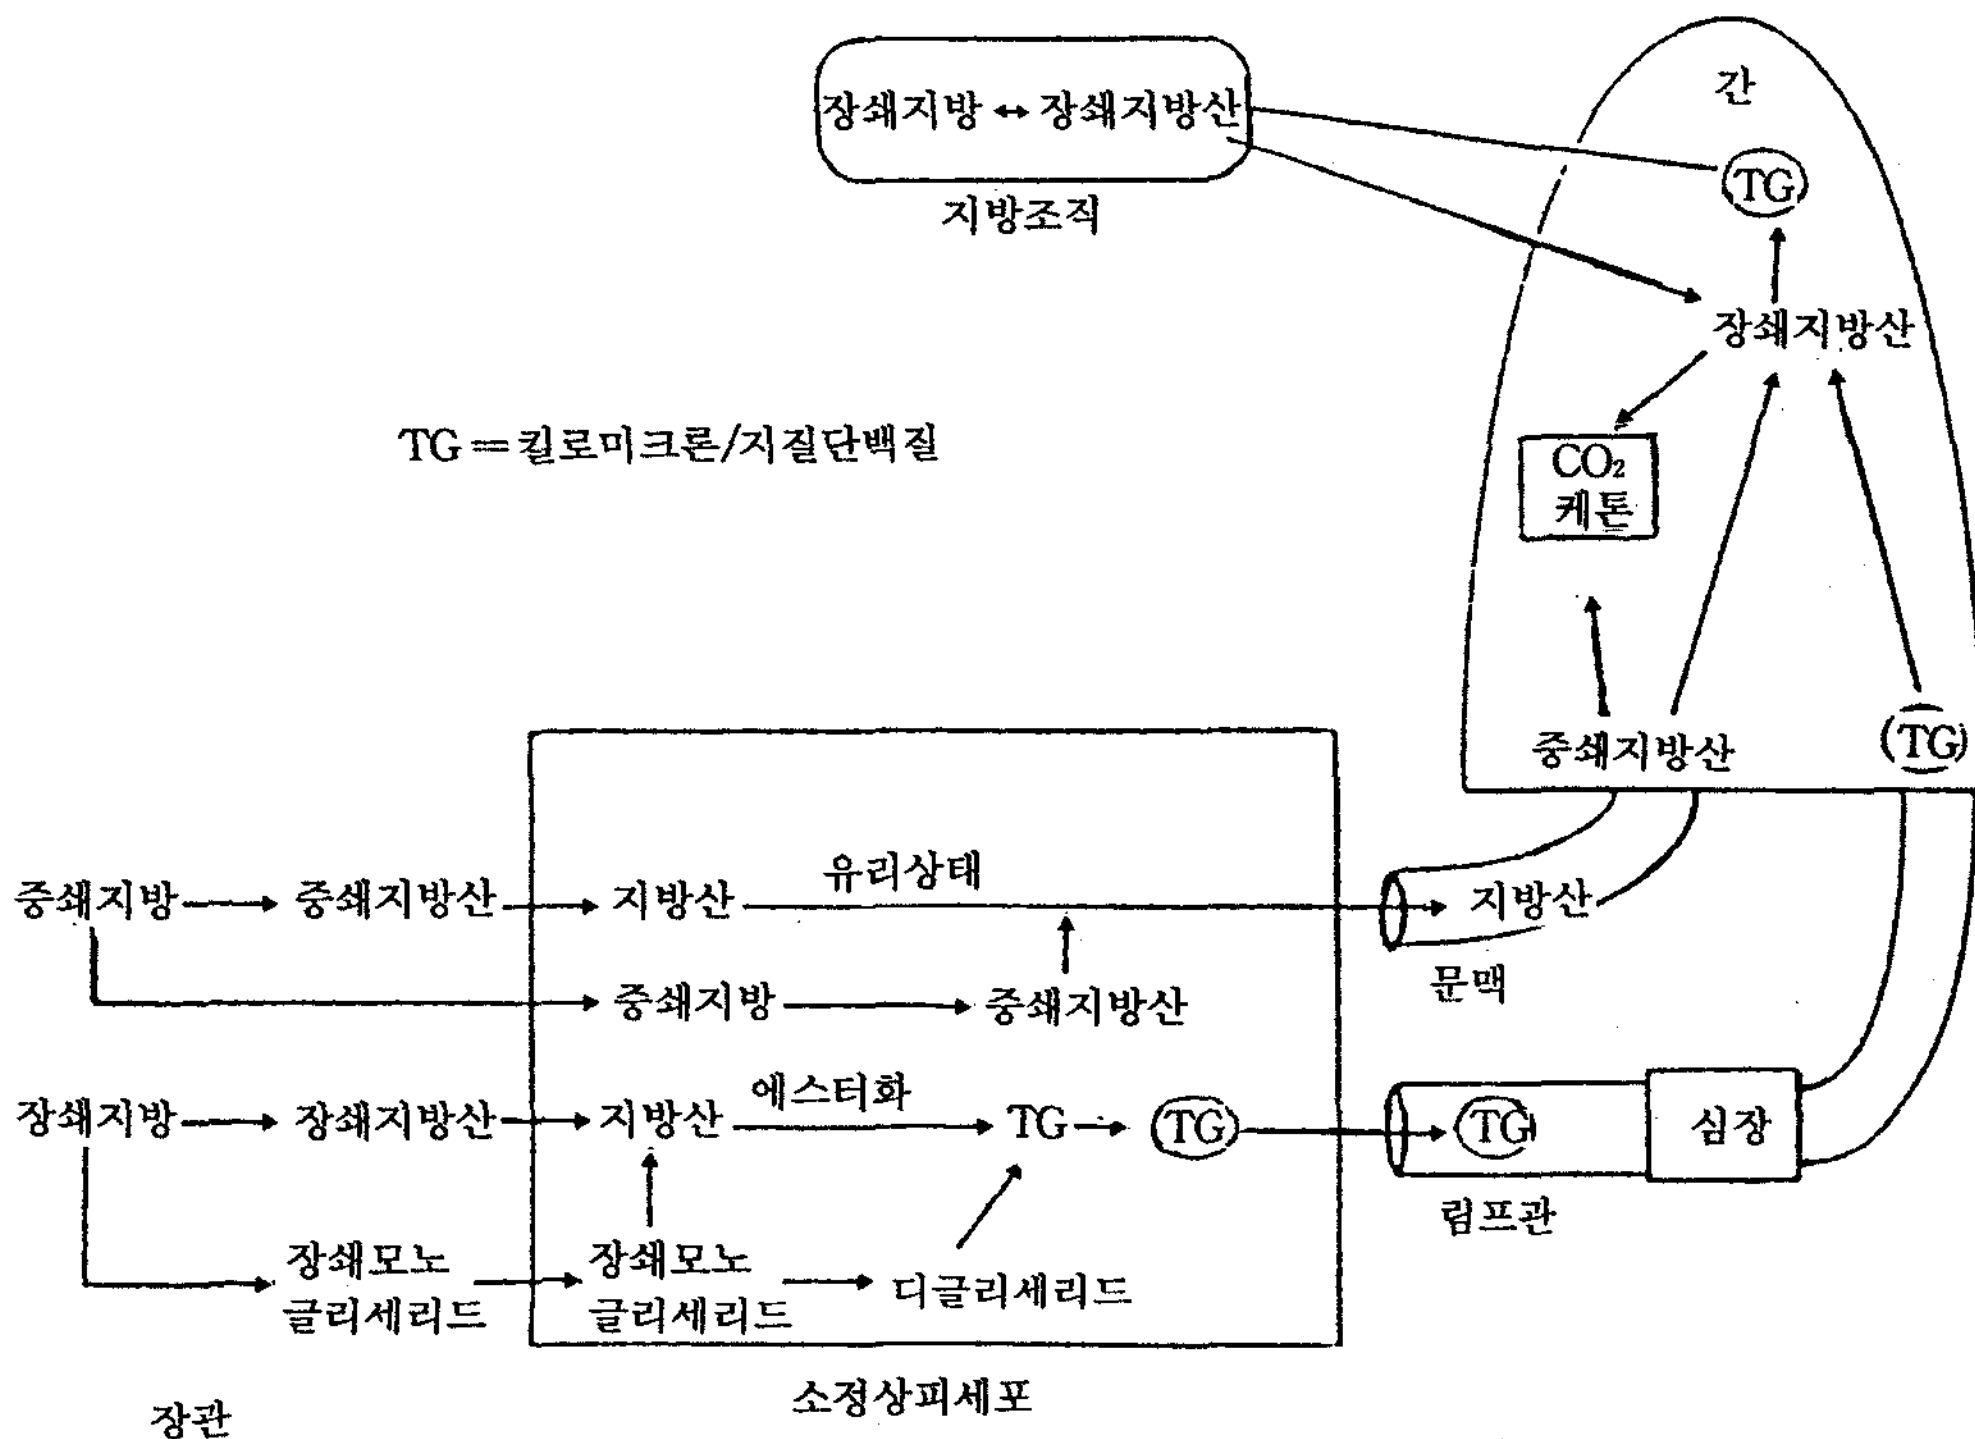 간
장쇄지방 ↔ 장쇄지방산
TG
지방조직
장쇄지방산
TG = 킬로미크론/지질단백질
CO₂
케톤
중쇄지방산
(TG)
유리상태
중쇄지방 → 중쇄지방산 → 지방산 → 지방산
문맥
중쇄지방 → 중쇄지방산
에스터화
장쇄지방 → 장쇄지방산 → 지방산 → TG → TG → TG 심장
림프관
장쇄모노 장쇄모노
글리세리드 → 글리세리드 → 디글리세리드
소정상피세포
장관